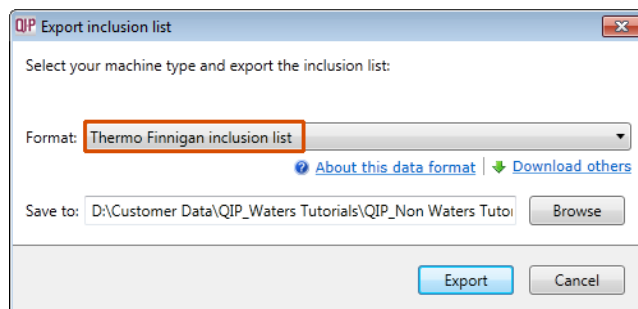 QIP Export inclusion list
Select your machine type and export the inclusion list:
Format: Thermo Finnigan inclusion list
About this data format Download others
Save to: D:\Customer Data\QIP_Waters Tutorials\QIP_Non Waters Tutor Browse
Export Cancel